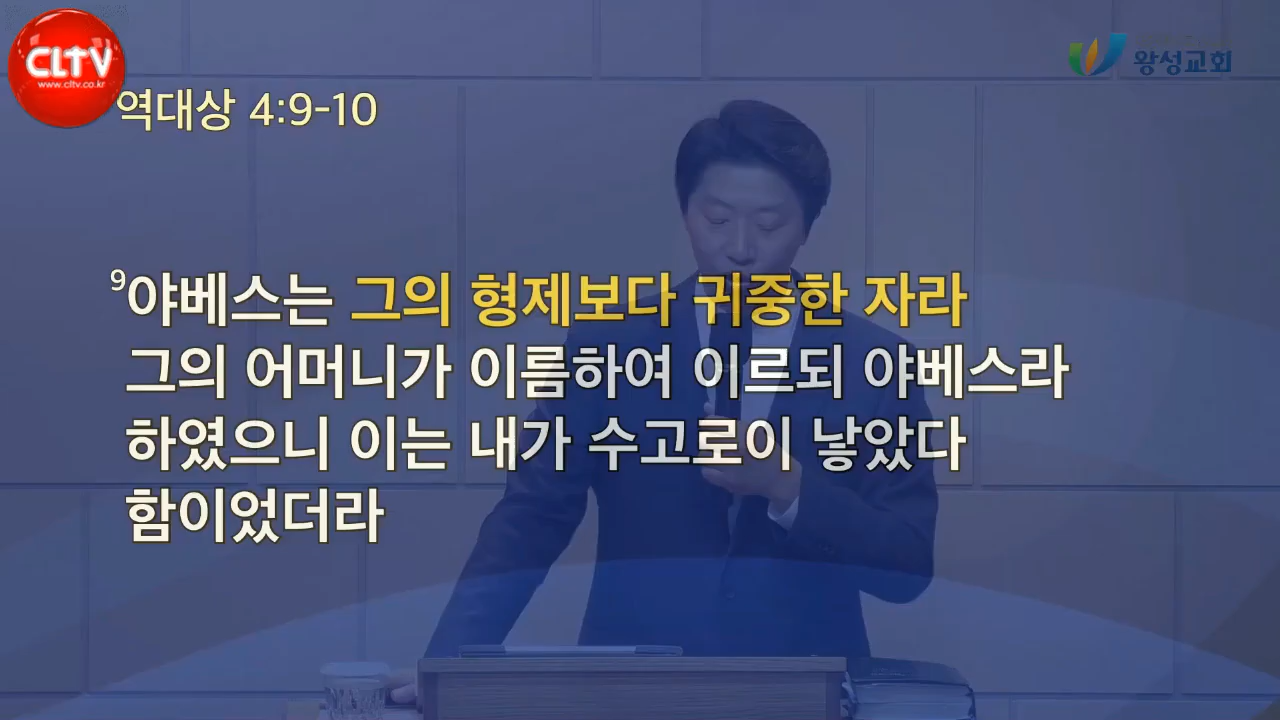 CLTV
www.cltv.co.kr
왕성교회
역대상 4:9-10
9야베스는 그의 형제보다 귀중한 자라
그의 어머니가 이름하여 이르되 야베스라
하였으니 이는 내가 수고로이 낳았다
함이었더라